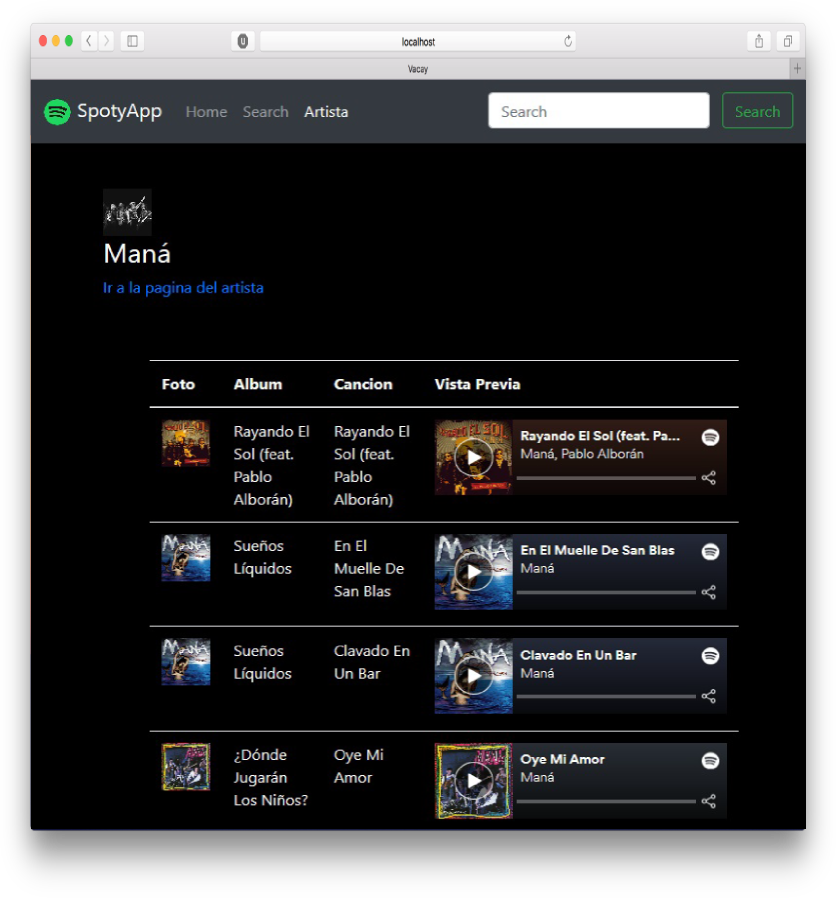 localhost
Vacay
SpotyApp Home Search Artista Search Search
Maná
Ir a la pagina del artista
Foto Album Cancion Vista Previa
Rayando El
Sol (feat.
Pablo
Alborán)
Rayando El
Sol (feat.
Pablo
Alborán)
Rayando El Sol (feat. Pa...
Maná, Pablo Alborán
Sueños
Líquidos
En El
Muelle De
San Blas
MANA
En El Muelle De San Blas
Maná
Sueños
Líquidos
Clavado En
Un Bar
MANA
Clavado En Un Bar
Maná
¿Dónde
Jugarán
Los Niños?
Oye Mi
Amor
Oye Mi Amor
Maná